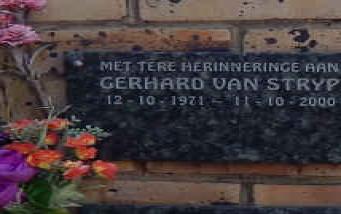 MET TERE HERINNERINGE AAN
GERHARD VAN STRYP
12-10-1971 - 11-10-2000